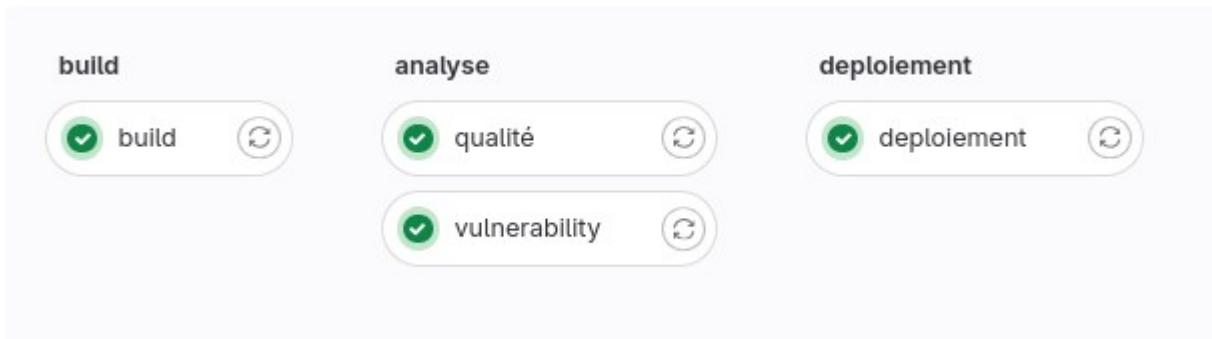 build
analyse
deploiement
build
qualité
deploiement
vulnerability